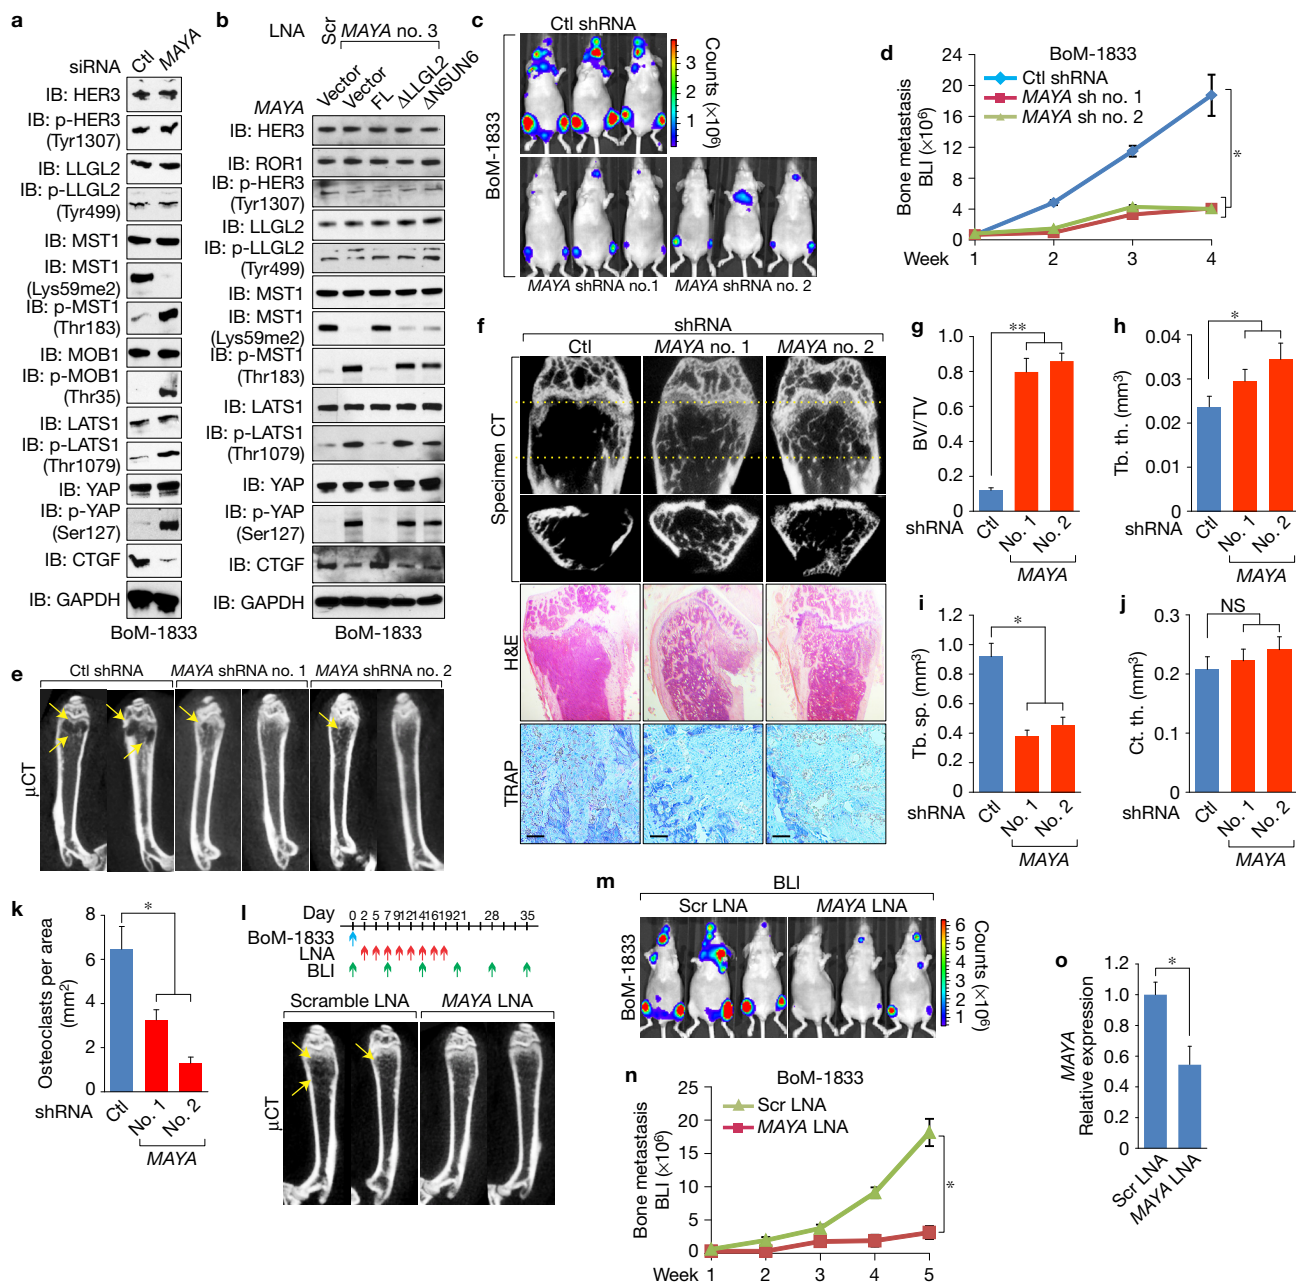 a
siRNA
Ctl
MAYA
IB: HER3
IB: p-HER3
(Tyr1307)
IB: LLGL2
IB: p-LLGL2
(Tyr499)
IB: MST1
IB: MST1
(Lys59me2)
IB: p-MST1
(Thr183)
IB: MOB1
IB: p-MOB1
(Thr35)
IB: LATS1
IB: p-LATS1
(Thr1079)
IB: YAP
IB: p-YAP
(Ser127)
IB: CTGF
IB: GAPDH
BoM-1833
b
LNA
Scr
MAYA no. 3
MAYA
Vector
Vector
FL
ΔLLGL2
ΔNSUN6
IB: HER3
IB: ROR1
IB: p-HER3
(Tyr1307)
IB: LLGL2
IB: p-LLGL2
(Tyr499)
IB: MST1
IB: MST1
(Lys59me2)
IB: p-MST1
(Thr183)
IB: LATS1
IB: p-LATS1
(Thr1079)
IB: YAP
IB: p-YAP
(Ser127)
IB: CTGF
IB: GAPDH
BoM-1833
c
Ctl shRNA
BoM-1833
3
2
1
Counts (×10⁶)
MAYA shRNA no.1
MAYA shRNA no. 2
d
BoM-1833
Ctl shRNA
MAYA sh no. 1
MAYA sh no. 2
Bone metastasis
BLI (×10⁶)
24
20
16
12
8
4
0
*
Week
1 2 3 4
e
Ctl shRNA
MAYA shRNA no. 1
MAYA shRNA no. 2
μCT
f
shRNA
Ctl
MAYA no. 1
MAYA no. 2
Specimen CT
H&E
TRAP
g
BV/TV
1.0
0.8
0.6
0.4
0.2
0
**
shRNA
Ctl
No. 1
No. 2
MAYA
h
Tb. th. (mm³)
0.04
0.03
0.02
0.01
0
*
shRNA
Ctl
No. 1
No. 2
MAYA
i
Tb. sp. (mm³)
1.2
1.0
0.8
0.6
0.4
0.2
0
*
shRNA
Ctl
No. 1
No. 2
MAYA
j
Ct. th. (mm³)
0.3
0.2
0.1
0
NS
shRNA
Ctl
No. 1
No. 2
MAYA
k
Osteoclasts per area
(mm²)
8
6
4
2
0
*
shRNA
Ctl
No. 1
No. 2
MAYA
l
Day
0 2 5 7 9 12 14 16 19 21 28 35
BoM-1833
LNA
BLI
Scramble LNA
MAYA LNA
μCT
m
BLI
Scr LNA
MAYA LNA
BoM-1833
6
5
4
3
2
1
Counts (×10⁶)
n
BoM-1833
Scr LNA
MAYA LNA
Bone metastasis
BLI (×10⁶)
25
20
15
10
5
0
*
Week
1 2 3 4 5
o
MAYA
Relative expression
1.2
1.0
0.8
0.6
0.4
0.2
0
*
Scr LNA
MAYA LNA